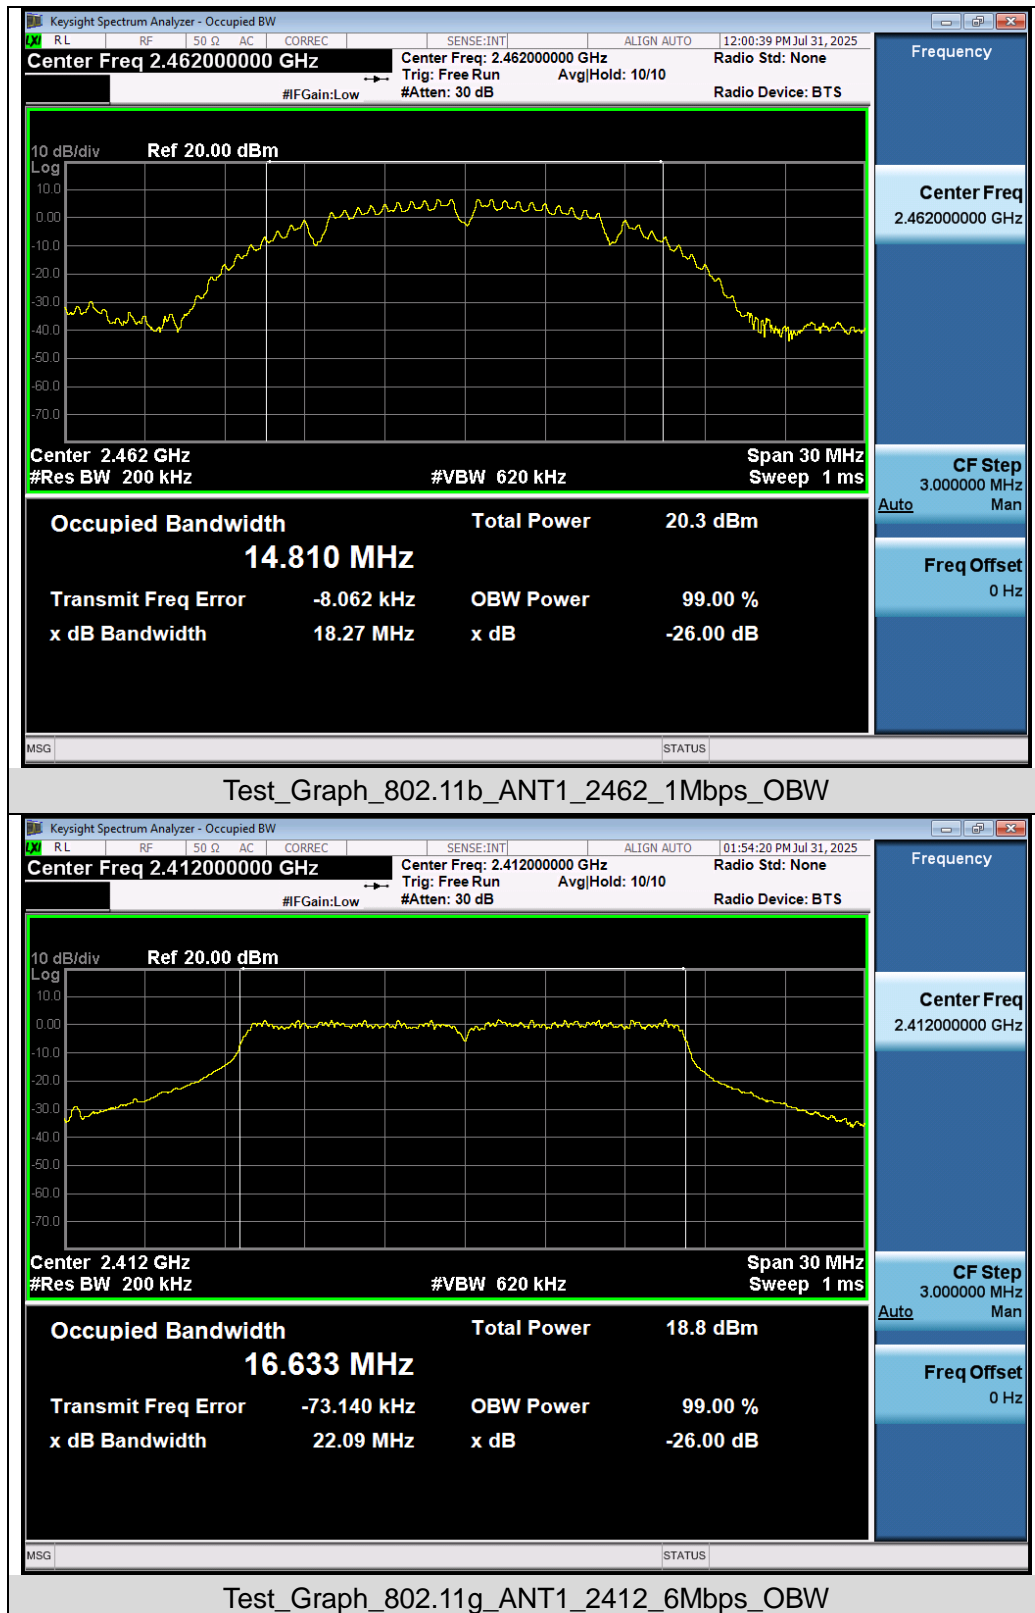 Keysight Spectrum Analyzer - Occupied BW
LXI RL RF 50 Ω AC CORREC SENSE:INT ALIGN AUTO 12:00:39 PM Jul 31, 2025
Center Freq 2.462000000 GHz
Center Freq: 2.462000000 GHz
Radio Std: None
Trig: Free Run Avg|Hold: 10/10
#IFGain:Low #Atten: 30 dB Radio Device: BTS
Frequency
10 dB/div Ref 20.00 dBm
Log
10.0
0.00
-10.0
-20.0
-30.0
-40.0
-50.0
-60.0
-70.0
Center 2.462 GHz Span 30 MHz
#Res BW 200 kHz #VBW 620 kHz Sweep 1 ms
Center Freq
2.462000000 GHz
CF Step
3.000000 MHz
Auto Man
Freq Offset
0 Hz
Occupied Bandwidth Total Power 20.3 dBm
14.810 MHz
Transmit Freq Error -8.062 kHz OBW Power 99.00 %
x dB Bandwidth 18.27 MHz x dB -26.00 dB
MSG STATUS
Test_Graph_802.11b_ANT1_2462_1Mbps_OBW
Keysight Spectrum Analyzer - Occupied BW
LXI RL RF 50 Ω AC CORREC SENSE:INT ALIGN AUTO 01:54:20 PM Jul 31, 2025
Center Freq 2.412000000 GHz
Center Freq: 2.412000000 GHz
Radio Std: None
Trig: Free Run Avg|Hold: 10/10
#IFGain:Low #Atten: 30 dB Radio Device: BTS
Frequency
10 dB/div Ref 20.00 dBm
Log
10.0
0.00
-10.0
-20.0
-30.0
-40.0
-50.0
-60.0
-70.0
Center 2.412 GHz Span 30 MHz
#Res BW 200 kHz #VBW 620 kHz Sweep 1 ms
Center Freq
2.412000000 GHz
CF Step
3.000000 MHz
Auto Man
Freq Offset
0 Hz
Occupied Bandwidth Total Power 18.8 dBm
16.633 MHz
Transmit Freq Error -73.140 kHz OBW Power 99.00 %
x dB Bandwidth 22.09 MHz x dB -26.00 dB
MSG STATUS
Test_Graph_802.11g_ANT1_2412_6Mbps_OBW